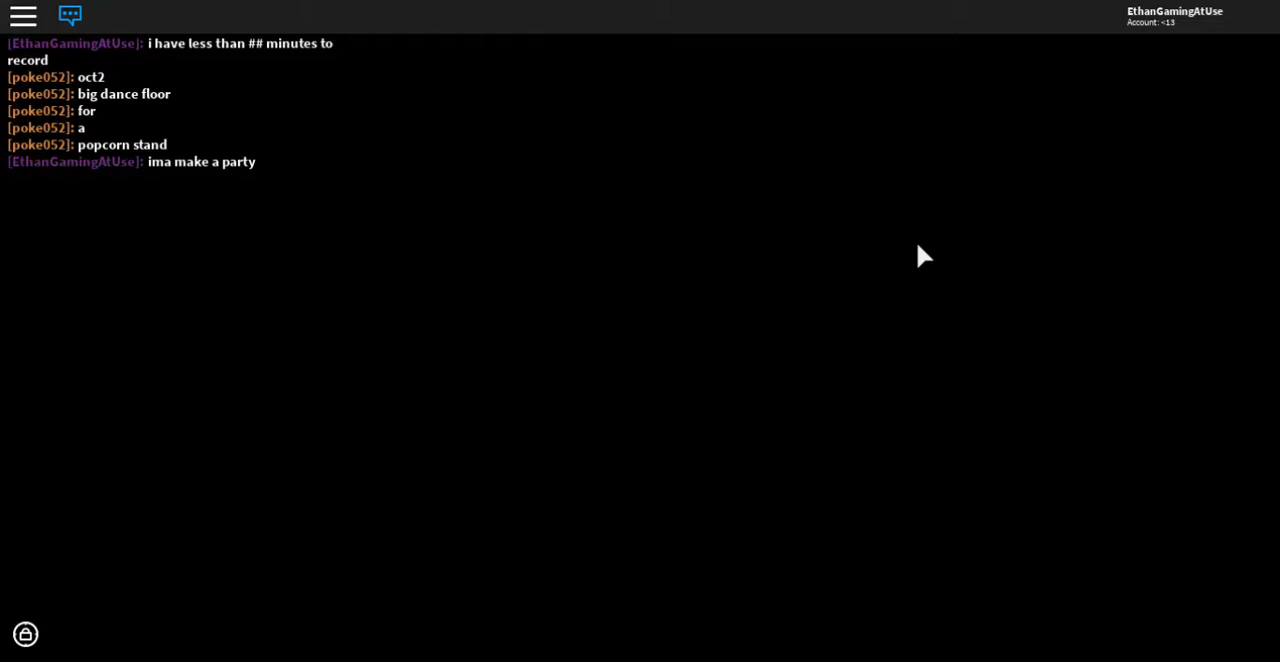 EthanGamingAtUse
Account: <13
[EthanGamingAtUse]: i have less than ## minutes to
record
[poke052]: oct2
[poke052]: big dance floor
[poke052]: for
[poke052]: a
[poke052]: popcorn stand
[EthanGamingAtUse]: ima make a party